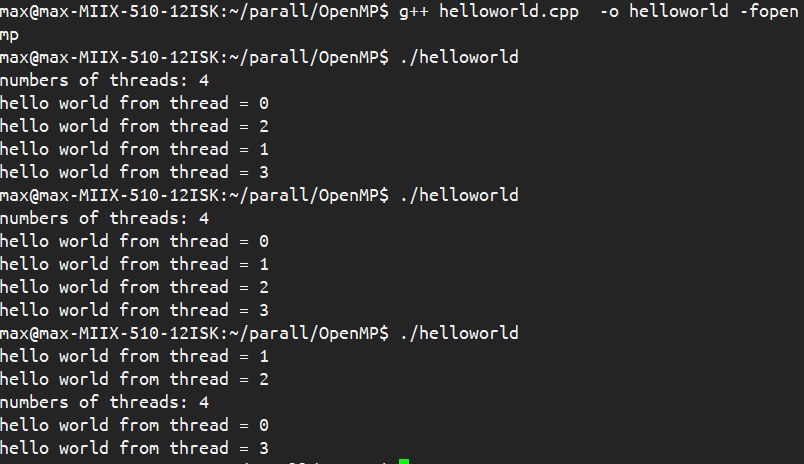 max@max-MIIX-510-12ISK:~/parall/OpenMP$ g++ helloworld.cpp  -o helloworld -fopen
mp
max@max-MIIX-510-12ISK:~/parall/OpenMP$ ./helloworld
numbers of threads: 4
hello world from thread = 0
hello world from thread = 2
hello world from thread = 1
hello world from thread = 3
max@max-MIIX-510-12ISK:~/parall/OpenMP$ ./helloworld
numbers of threads: 4
hello world from thread = 0
hello world from thread = 1
hello world from thread = 2
hello world from thread = 3
max@max-MIIX-510-12ISK:~/parall/OpenMP$ ./helloworld
hello world from thread = 1
hello world from thread = 2
numbers of threads: 4
hello world from thread = 0
hello world from thread = 3